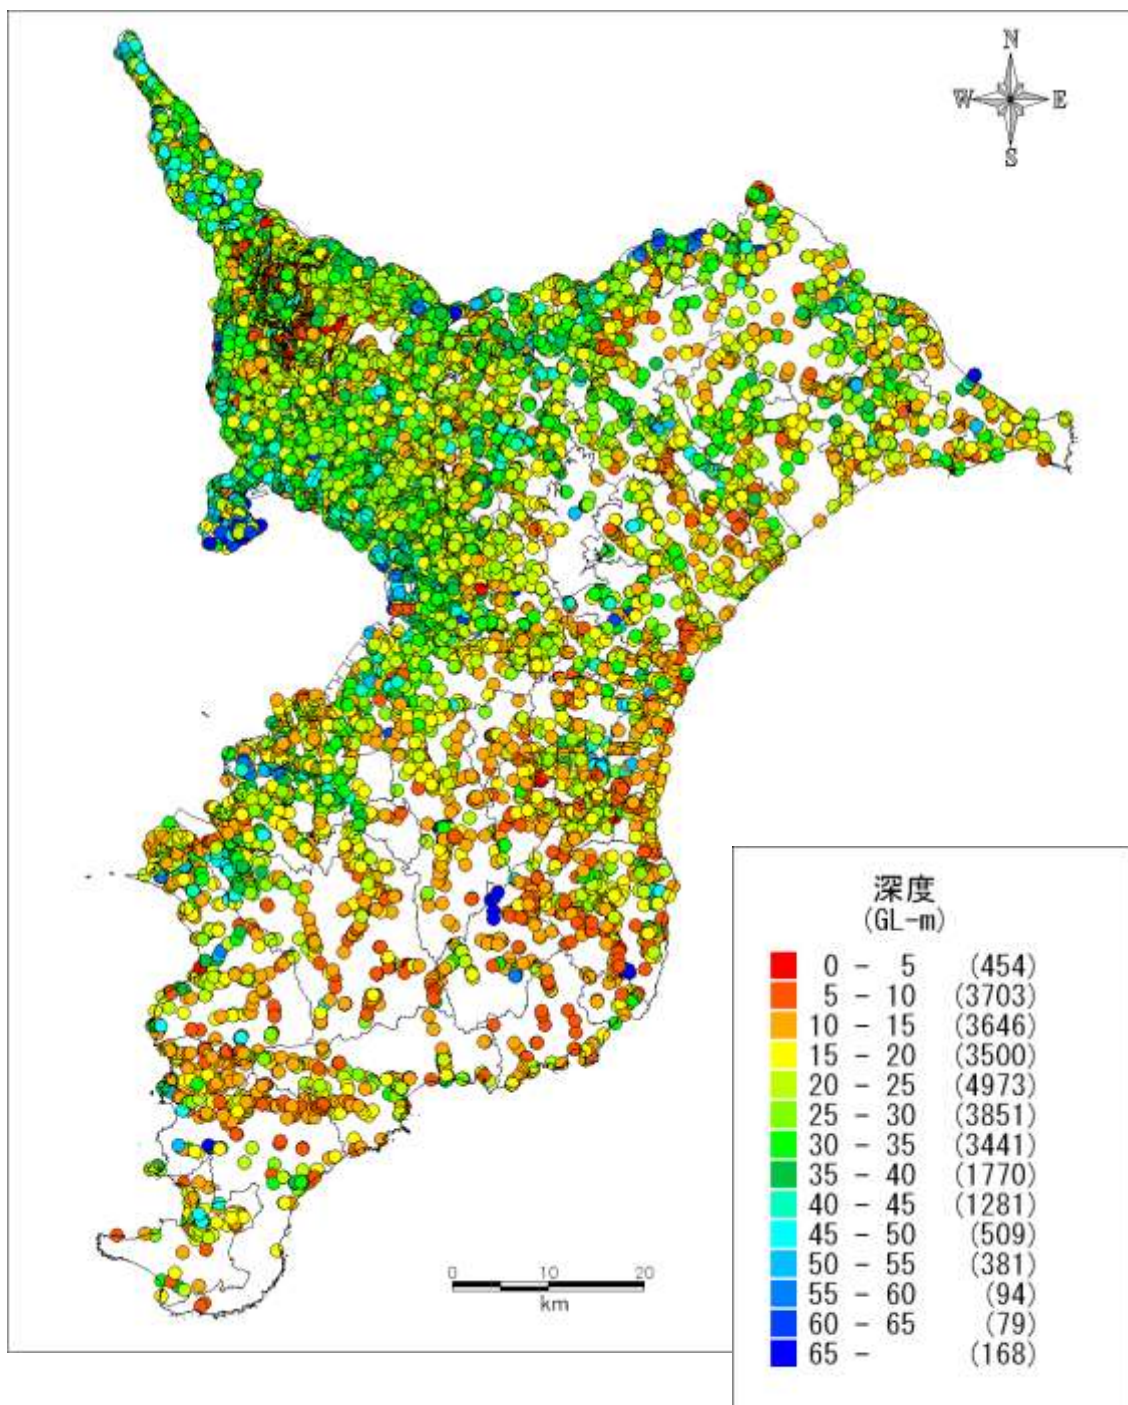 N
W E
S
深度
(GL-m)
0 - 5 (454)
5 - 10 (3703)
10 - 15 (3646)
15 - 20 (3500)
20 - 25 (4973)
25 - 30 (3851)
30 - 35 (3441)
35 - 40 (1770)
40 - 45 (1281)
45 - 50 (509)
50 - 55 (381)
55 - 60 (94)
60 - 65 (79)
65 - (168)
0 10 20
km